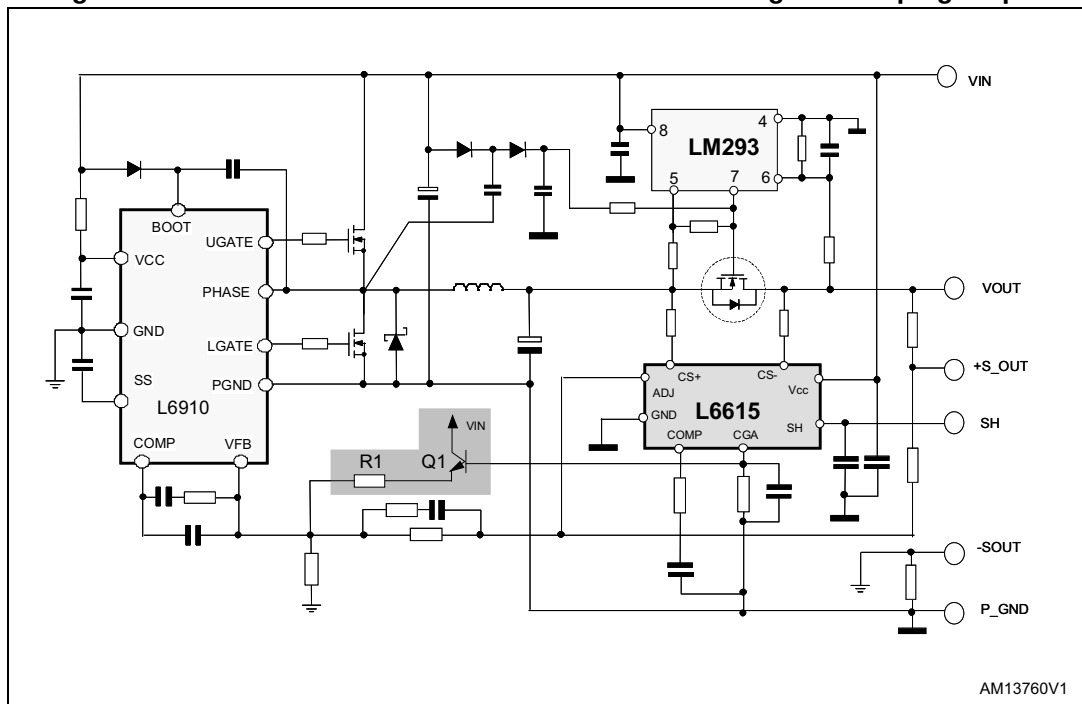 VIN
8
4
LM293
5
7
6
BOOT
UGATE
VCC
PHASE
VOUT
GND
LGATE
CS+
CS-
+S_OUT
ADJ
Vcc
SS
PGND
L6615
L6910
GND
SH
SH
VIN
COMP
CGA
COMP
VFB
R1
Q1
-SOUT
P_GND
AM13760V1